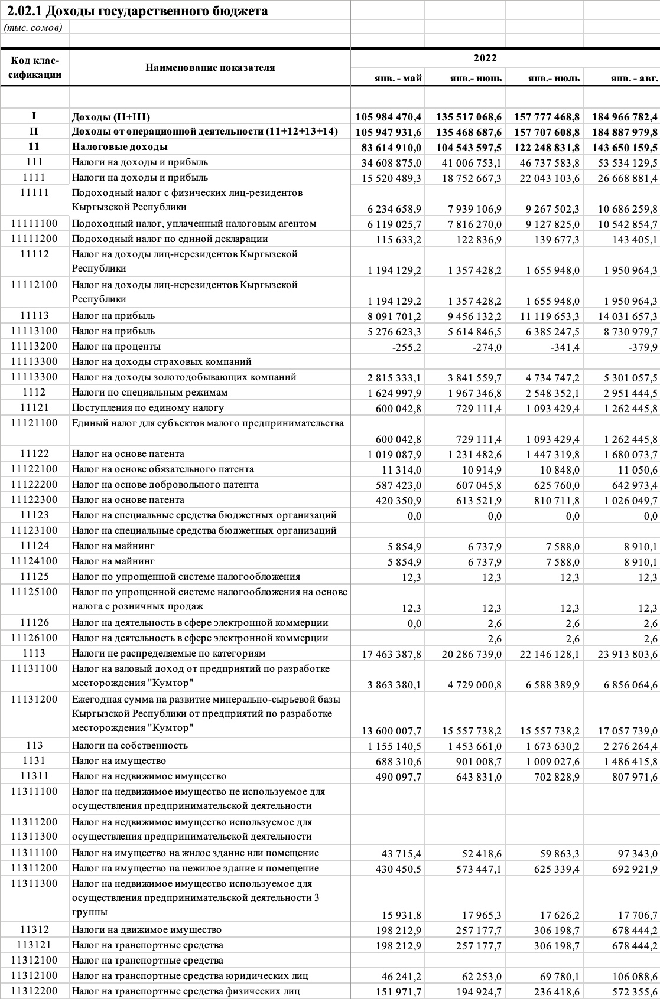 2.02.1 Доходы государственного бюджета
(тыс. сомов)
Код клас-
сификации
Наименование показателя
2022
янв. - май янв.- июнь янв.- июль янв. - авг.
I Доходы (II+III) 105 984 470,4 135 517 068,6 157 777 468,8 184 966 782,4
II Доходы от операционной деятельности (11+12+13+14) 105 947 931,6 135 468 687,6 157 707 608,8 184 887 979,8
11 Налоговые доходы 83 614 910,0 104 543 597,5 122 248 831,8 143 650 159,5
111 Налоги на доходы и прибыль 34 608 875,0 41 006 753,1 46 737 583,8 53 534 129,5
1111 Налоги на доходы и прибыль 15 520 489,3 18 752 667,3 22 043 103,6 26 668 881,4
11111 Подоходный налог с физических лиц-резидентов
Кыргызской Республики 6 234 658,9 7 939 106,9 9 267 502,3 10 686 259,8
11111100 Подоходный налог, уплаченный налоговым агентом 6 119 025,7 7 816 270,0 9 127 825,0 10 542 854,7
11111200 Подоходный налог по единой декларации 115 633,2 122 836,9 139 677,3 143 405,1
11112 Налог на доходы лиц-нерезидентов Кыргызской
Республики 1 194 129,2 1 357 428,2 1 655 948,0 1 950 964,3
11112100 Налог на доходы лиц-нерезидентов Кыргызской
Республики 1 194 129,2 1 357 428,2 1 655 948,0 1 950 964,3
11113 Налог на прибыль 8 091 701,2 9 456 132,2 11 119 653,3 14 031 657,3
11113100 Налог на прибыль 5 276 623,3 5 614 846,5 6 385 247,5 8 730 979,7
11113200 Налог на проценты -255,2 -274,0 -341,4 -379,9
11113300 Налог на доходы страховых компаний
11113300 Налог на доходы золотодобывающих компаний 2 815 333,1 3 841 559,7 4 734 747,2 5 301 057,5
1112 Налоги по специальным режимам 1 624 997,9 1 967 346,8 2 548 352,1 2 951 444,5
11121 Поступления по единому налогу 600 042,8 729 111,4 1 093 429,4 1 262 445,8
11121100 Единый налог для субъектов малого предпринимательства
600 042,8 729 111,4 1 093 429,4 1 262 445,8
11122 Налог на основе патента 1 019 087,9 1 231 482,6 1 447 319,8 1 680 073,7
11122100 Налог на основе обязательного патента 11 314,0 10 914,9 10 848,0 11 050,6
11122200 Налог на основе добровольного патента 587 423,0 607 045,8 625 760,0 642 973,4
11122300 Налог на основе патента 420 350,9 613 521,9 810 711,8 1 026 049,7
11123 Налог на специальные средства бюджетных организаций 0,0 0,0 0,0 0,0
11123100 Налог на специальные средства бюджетных организаций
11124 Налог на майнинг 5 854,9 6 737,9 7 588,0 8 910,1
11124100 Налог на майнинг 5 854,9 6 737,9 7 588,0 8 910,1
11125 Налог по упрощенной системе налогообложения 12,3 12,3 12,3 12,3
11125100 Налог по упрощенной системе налогообложения на основе
налога с розничных продаж 12,3 12,3 12,3 12,3
11126 Налог на деятельность в сфере электронной коммерции 0,0 2,6 2,6 2,6
11126100 Налог на деятельность в сфере электронной коммерции 2,6 2,6 2,6
1113 Налоги не распределяемые по категориям 17 463 387,8 20 286 739,0 22 146 128,1 23 913 803,6
11131100 Налог на валовый доход от предприятий по разработке
месторождения "Кумтор" 3 863 380,1 4 729 000,8 6 588 389,9 6 856 064,6
11131200 Ежегодная сумма на развитие минерально-сырьевой базы
Кыргызской Республики от предприятий по разработке
месторождения "Кумтор" 13 600 007,7 15 557 738,2 15 557 738,2 17 057 739,0
113 Налоги на собственность 1 155 140,5 1 453 661,0 1 673 630,2 2 276 264,4
1131 Налог на имущество 688 310,6 901 008,7 1 009 027,6 1 486 415,8
11311 Налог на недвижимое имущество 490 097,7 643 831,0 702 828,9 807 971,6
11311100 Налог на недвижимое имущество не используемое для
осуществления предпринимательской деятельности
11311200 Налог на недвижимое имущество используемое для
11311300 осуществления предпринимательской деятельности
11311100 Налог на имущество на жилое здание или помещение 43 715,4 52 418,6 59 863,3 97 343,0
11311200 Налог на имущество на нежилое здание и помещение 430 450,5 573 447,1 625 339,4 692 921,9
11311300 Налог на недвижимое имущество используемое для
осуществления предпринимательской деятельности 3
группы 15 931,8 17 965,3 17 626,2 17 706,7
11312 Налоги на движимое имущество 198 212,9 257 177,7 306 198,7 678 444,2
113121 Налог на транспортные средства 198 212,9 257 177,7 306 198,7 678 444,2
11312100 Налог на транспортные средства
11312100 Налог на транспортные средства юридических лиц 46 241,2 62 253,0 69 780,1 106 088,6
11312200 Налог на транспортные средства физических лиц 151 971,7 194 924,7 236 418,6 572 355,6